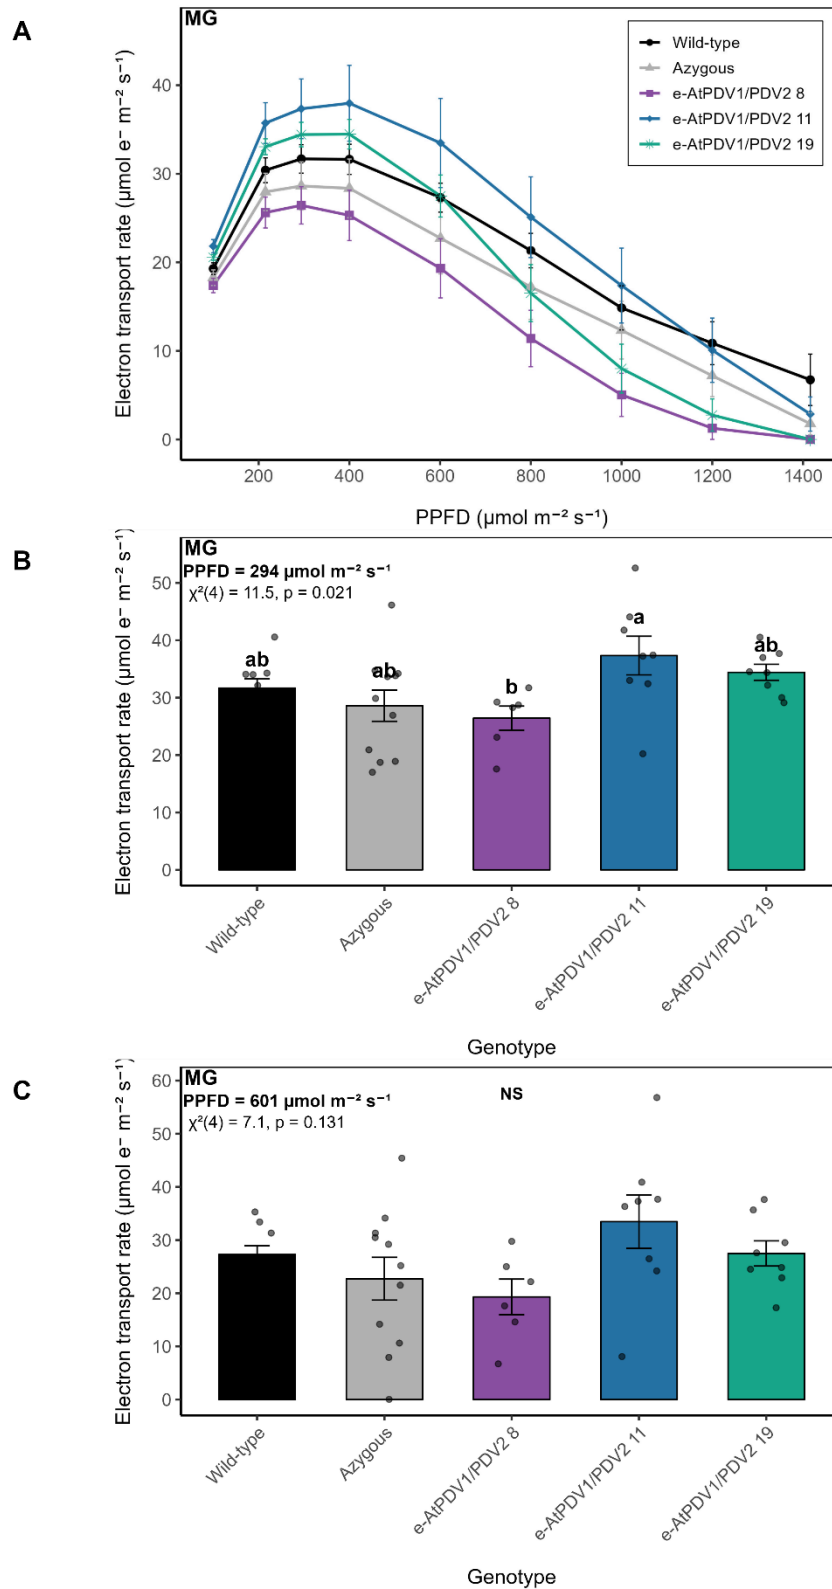 A
MG
Wild-type
Azygous
e-AtPDV1/PDV2 8
e-AtPDV1/PDV2 11
e-AtPDV1/PDV2 19
Electron transport rate (µmol e⁻ m⁻² s⁻¹)
40
30
20
10
0
200 400 600 800 1000 1200 1400
PPFD (µmol m⁻² s⁻¹)
B
MG
PPFD = 294 µmol m⁻² s⁻¹
χ²(4) = 11.5, p = 0.021
Electron transport rate (µmol e⁻ m⁻² s⁻¹)
50
40
30
20
10
0
ab ab b a ab
Wild-type
Azygous
e-AtPDV1/PDV2 8
e-AtPDV1/PDV2 11
e-AtPDV1/PDV2 19
Genotype
C
MG
PPFD = 601 µmol m⁻² s⁻¹
χ²(4) = 7.1, p = 0.131
NS
Electron transport rate (µmol e⁻ m⁻² s⁻¹)
60
50
40
30
20
10
0
Wild-type
Azygous
e-AtPDV1/PDV2 8
e-AtPDV1/PDV2 11
e-AtPDV1/PDV2 19
Genotype